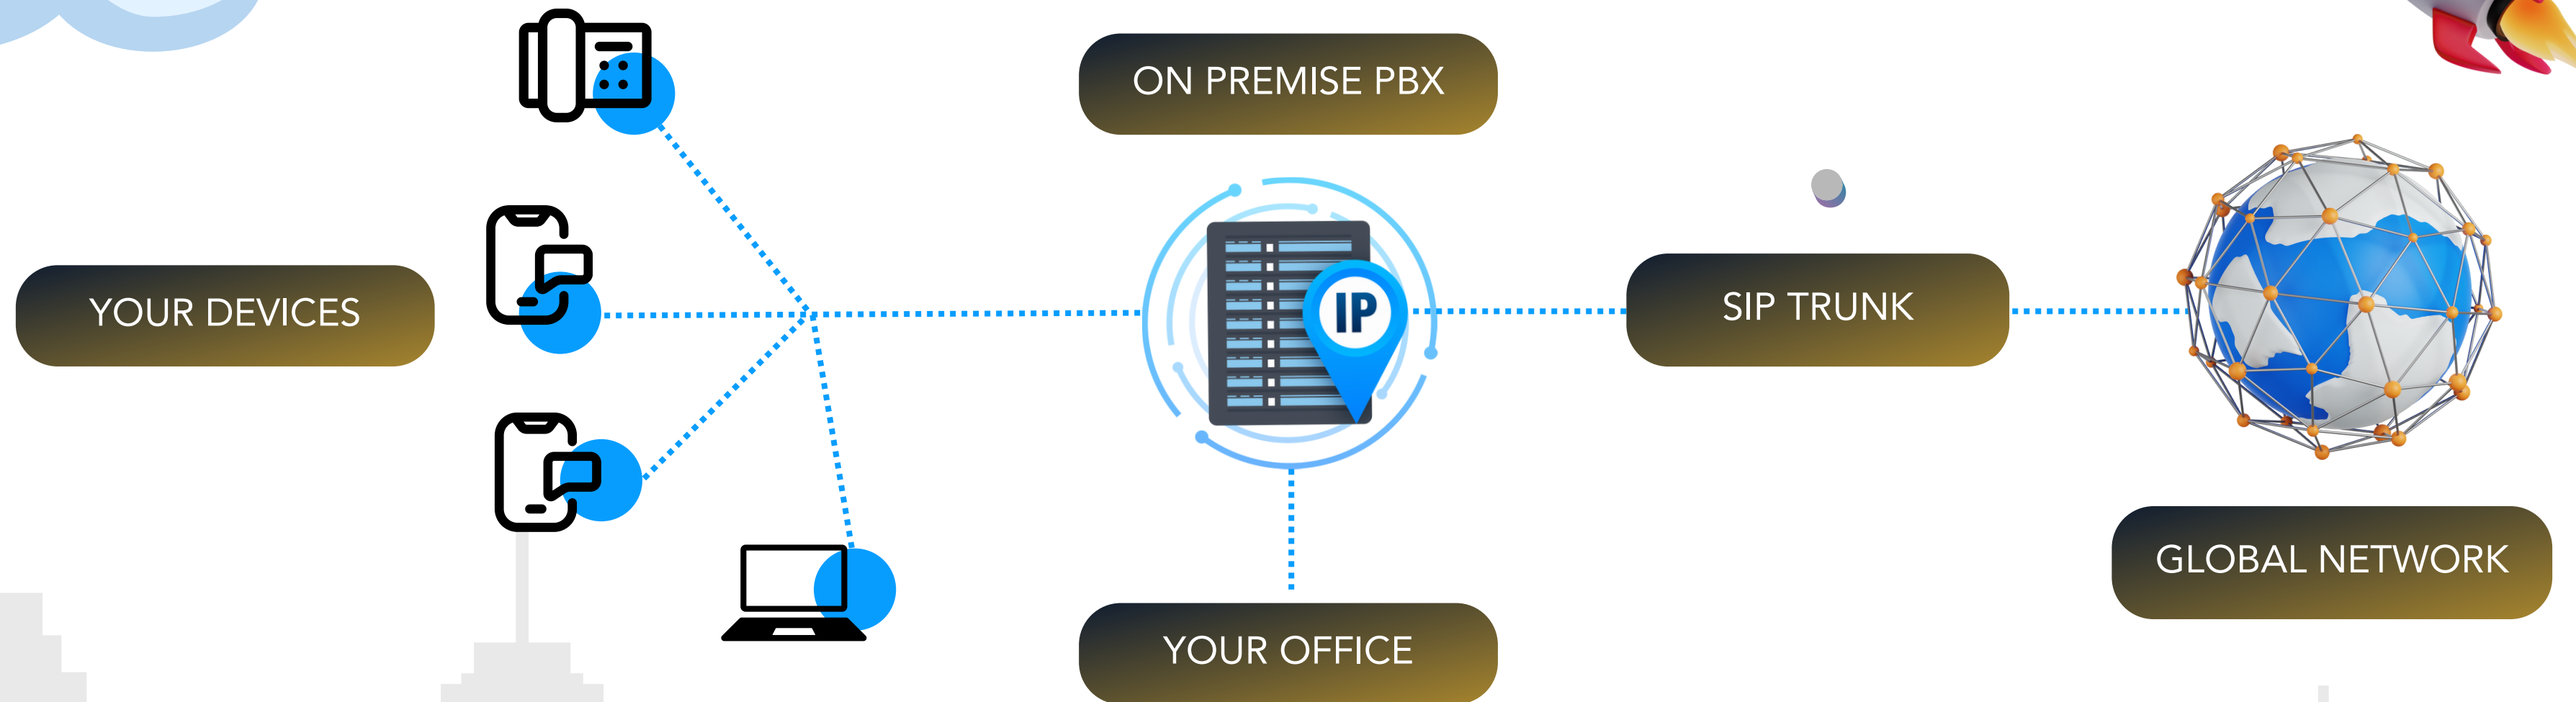 ON PREMISE PBX
YOUR DEVICES
IP
SIP TRUNK
GLOBAL NETWORK
YOUR OFFICE